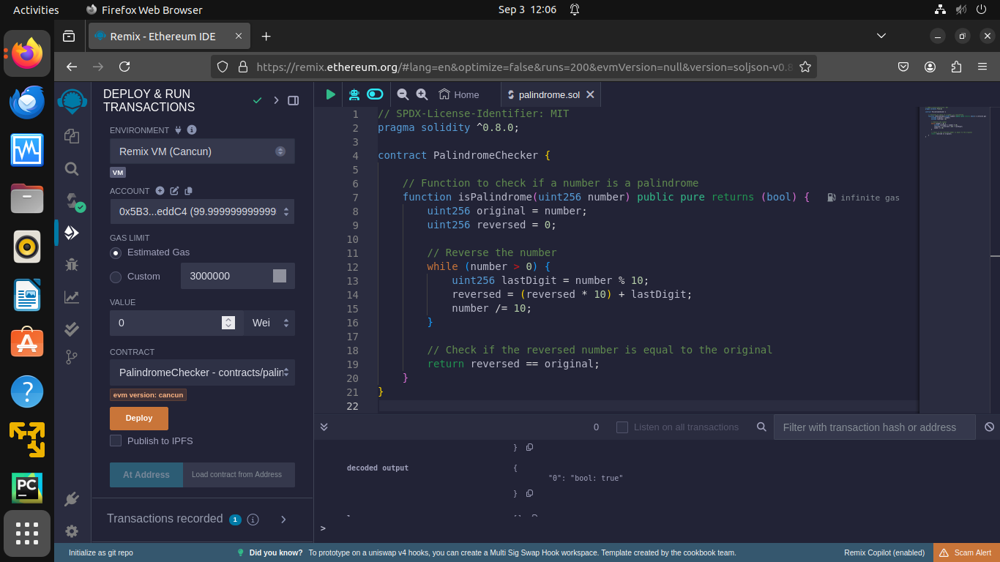 Activities
Firefox Web Browser
Sep 3 12:06
Remix - Ethereum IDE
https://remix.ethereum.org/#lang=en&optimize=false&runs=200&evmVersion=null&version=soljson-v0.8
DEPLOY & RUN
TRANSACTIONS
ENVIRONMENT
Remix VM (Cancun)
VM
ACCOUNT
0x5B3...eddC4 (99.999999999999
GAS LIMIT
Estimated Gas
Custom
3000000
VALUE
0
Wei
CONTRACT
PalindromeChecker - contracts/palin
evm version: cancun
Deploy
Publish to IPFS
At Address
Load contract from Address
Transactions recorded 1
Home
palindrome.sol
1 // SPDX-License-Identifier: MIT
2 pragma solidity ^0.8.0;
3
4 contract PalindromeChecker {
5
6 // Function to check if a number is a palindrome
7 function isPalindrome(uint256 number) public pure returns (bool) { infinite gas
8 uint256 original = number;
9 uint256 reversed = 0;
10
11 // Reverse the number
12 while (number > 0) {
13 uint256 lastDigit = number % 10;
14 reversed = (reversed * 10) + lastDigit;
15 number /= 10;
16 }
17
18 // Check if the reversed number is equal to the original
19 return reversed == original;
20 }
21 }
22
0
Listen on all transactions
Filter with transaction hash or address
}
decoded output {
"0": "bool: true"
}
>
Initialize as git repo
Did you know? To prototype on a uniswap v4 hooks, you can create a Multi Sig Swap Hook workspace. Template created by the cookbook team.
Remix Copilot (enabled)
Scam Alert
PC